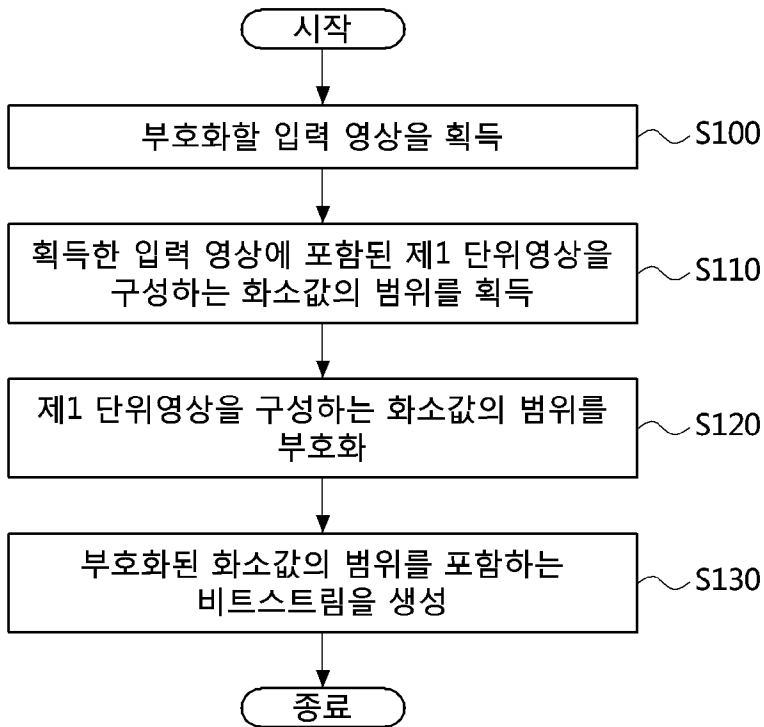 시작
부호화할 입력 영상을 획득
S100
획득한 입력 영상에 포함된 제1 단위영상을
구성하는 화소값의 범위를 획득
S110
제1 단위영상을 구성하는 화소값의 범위를
부호화
S120
부호화된 화소값의 범위를 포함하는
비트스트림을 생성
S130
종료